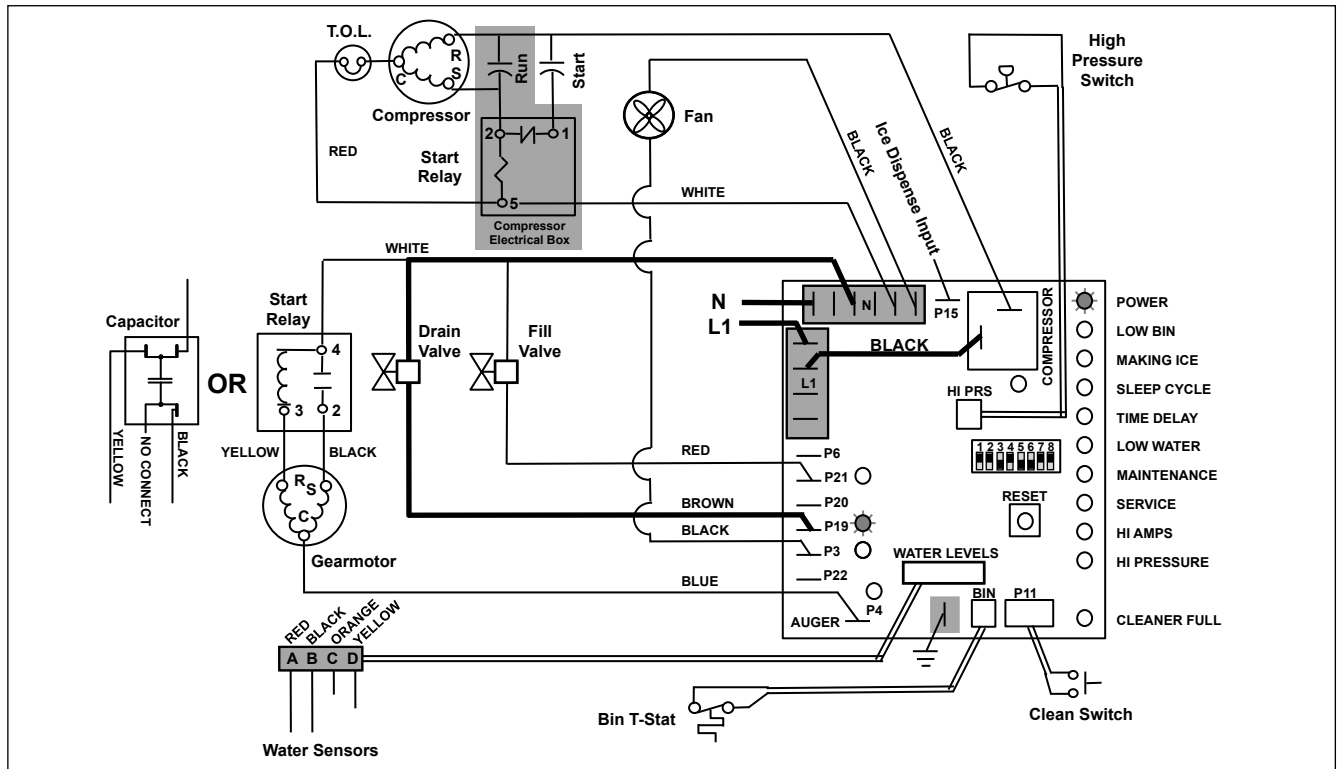 T.O.L.
R
S
C
Compressor
Run
Start
2
1
Start
Relay
5
Compressor
Electrical Box
RED
WHITE
Fan
BLACK
Ice Dispense Input
BLACK
High
Pressure
Switch
WHITE
Capacitor
YELLOW
NO CONNECT
BLACK
OR
Start
Relay
4
3
2
YELLOW
BLACK
R
S
C
Gearmotor
Drain
Valve
Fill
Valve
N
L1
N
P15
BLACK
L1
COMPRESSOR
HI PRS
1 2 3 4 5 6 7 8
RESET
RED
P6
P21
BROWN
P20
P19
BLACK
P3
P22
BLUE
P4
AUGER
WATER LEVELS
BIN
P11
POWER
LOW BIN
MAKING ICE
SLEEP CYCLE
TIME DELAY
LOW WATER
MAINTENANCE
SERVICE
HI AMPS
HI PRESSURE
CLEANER FULL
RED
BLACK
ORANGE
YELLOW
A B C D
Water Sensors
Bin T-Stat
Clean Switch